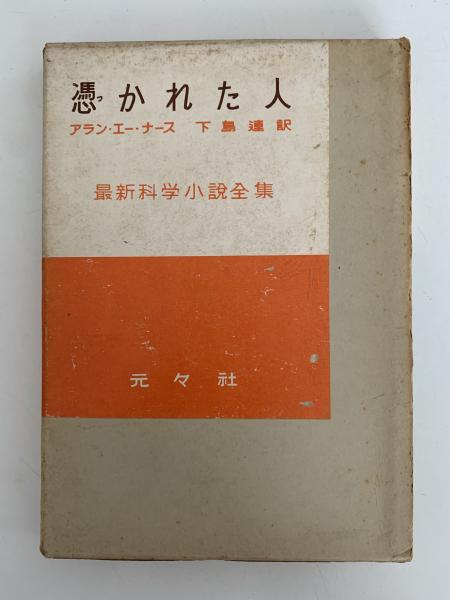 憑かれた人
アラン・エー・ナース 下島連訳
最新科学小説全集
元々社